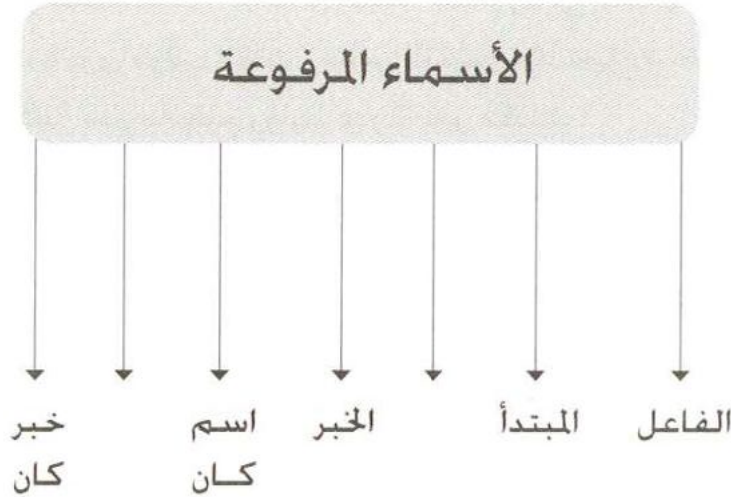 الأسماء المرفوعة
الفاعل المبتدأ الخبر اسم خبر
كان كان